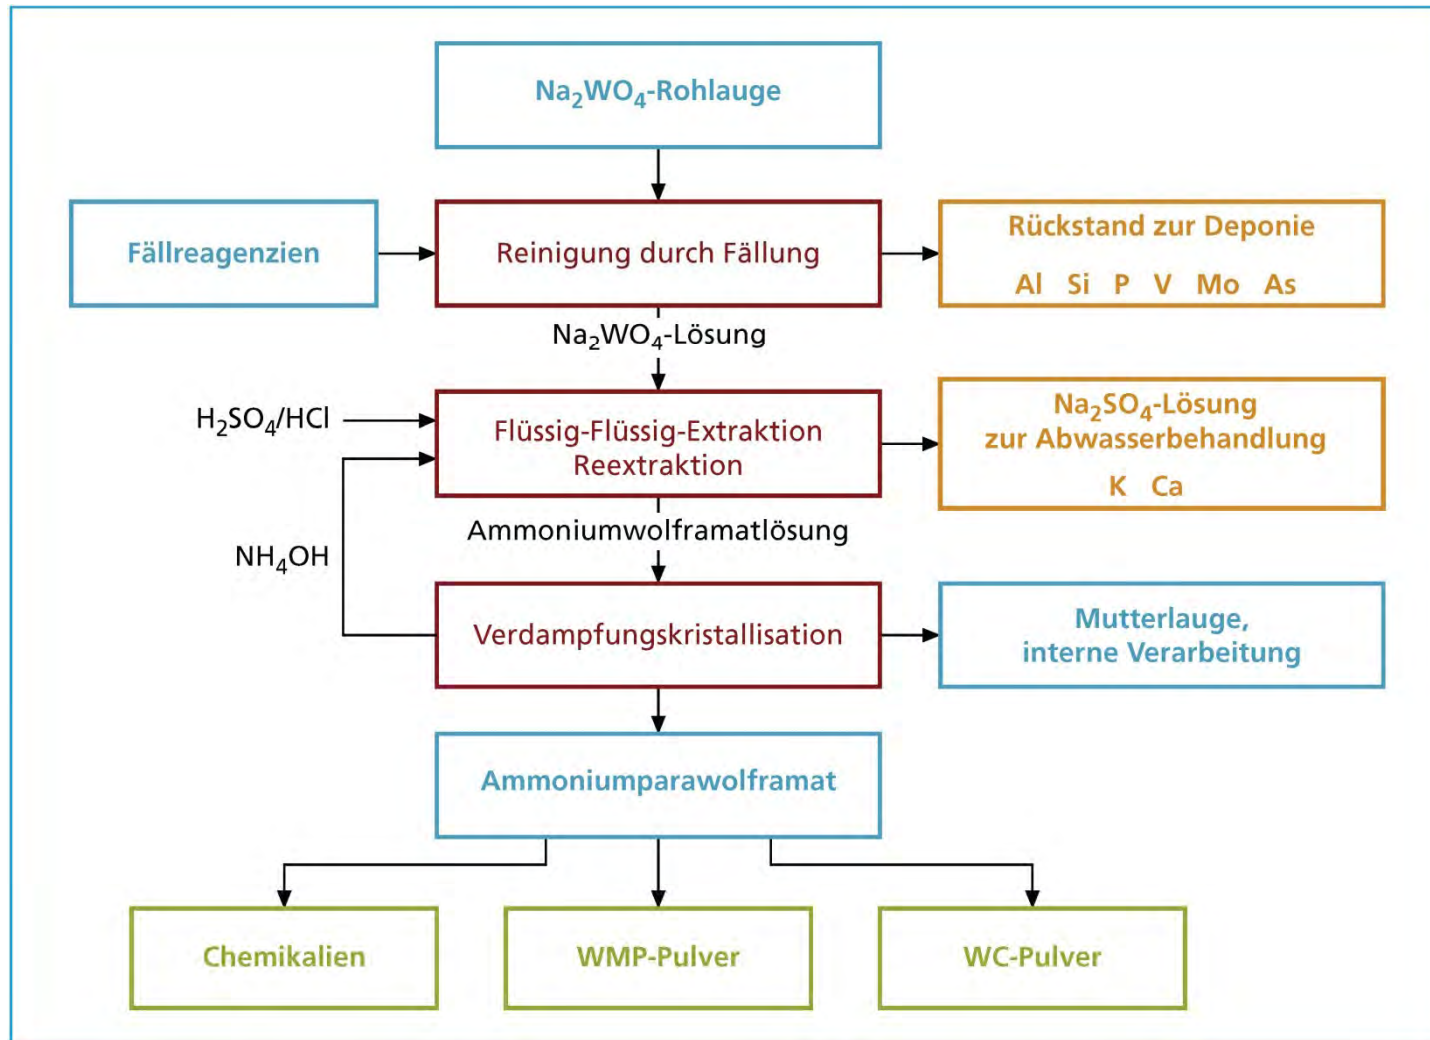 Na₂WO₄-Rohlauge
Fällreagenzien
Reinigung durch Fällung
Rückstand zur Deponie
Al Si P V Mo As
Na₂WO₄-Lösung
H₂SO₄/HCl
Flüssig-Flüssig-Extraktion
Reextraktion
Na₂SO₄-Lösung
zur Abwasserbehandlung
K Ca
Ammoniumwolframatlösung
NH₄OH
Verdampfungskristallisation
Mutterlauge,
interne Verarbeitung
Ammoniumparawolframat
Chemikalien
WMP-Pulver
WC-Pulver